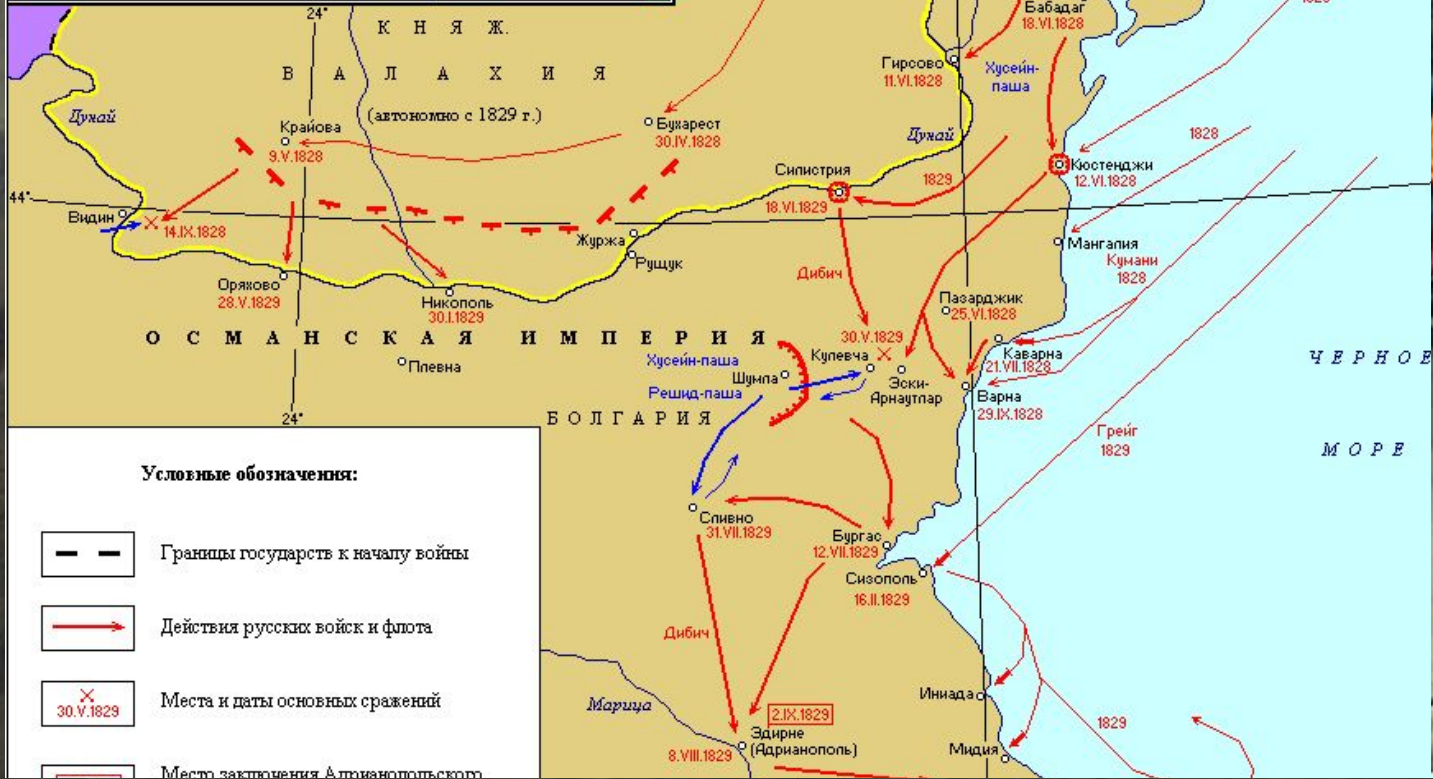 24°
К Н Я Ж.
В А Л А Х И Я
(автономно с 1829 г.)
Дунай
Крайова
9.V.1828
Бухарест
30.IV.1828
Бабадаг
18.VI.1828
Гирсово
11.VI.1828
Хусейн-
паша
Дунай
1828
Силистрия
18.VI.1829
1829
Кюстенджи
12.VI.1828
44°
Видин
14.IX.1828
Журжа
Рущук
Мангалия
Кумани
1828
Оряхово
28.V.1829
Никополь
30.I.1829
Дибич
Пазарджик
25.VI.1828
О С М А Н С К А Я И М П Е Р И Я
Плевна
Хусейн-паша
Решид-паша
Шумла
30.V.1829
Кулевча
Эски-
Арнаутлар
Каварна
21.VII.1828
Варна
29.IX.1828
Ч Е Р Н О Е
М О Р Е
24°
Б О Л Г А Р И Я
Грейг
1829
Сливно
31.VII.1829
Бургас
12.VII.1829
Сизополь
16.II.1829
Дибич
Марица
2.IX.1829
Эдирне
(Адрианополь)
8.VIII.1829
Иниада
Мидия
1829
Условные обозначения:
Границы государств к началу войны
Действия русских войск и флота
30.V.1829
Места и даты основных сражений
Место заключения Адрианопольского